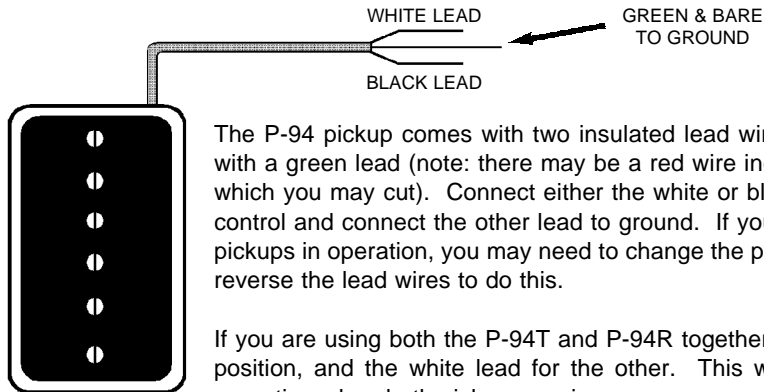 WHITE LEAD
GREEN & BARE
TO GROUND
BLACK LEAD
The P-94 pickup comes with two insulated lead
with a green lead (note: there may be a red wire
which you may cut). Connect either the white or
control and connect the other lead to ground. If
pickups in operation, you may need to change the
reverse the lead wires to do this.
If you are using both the P-94T and P-94R together
position, and the white lead for the other. This